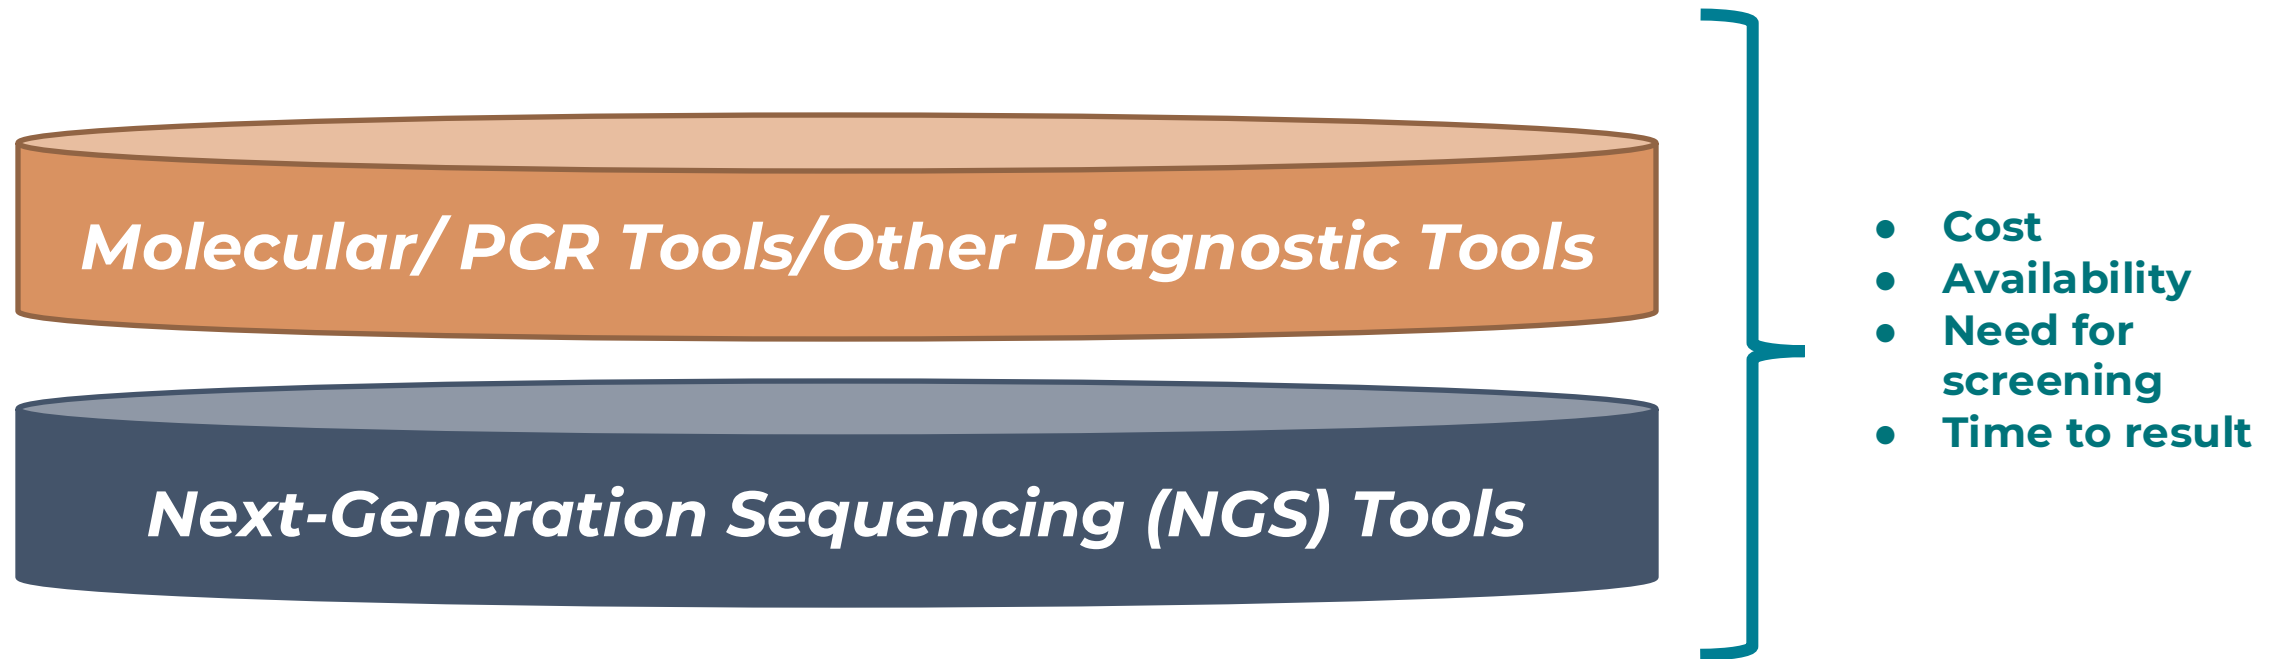 Molecular/ PCR Tools/Other Diagnostic Tools
Next-Generation Sequencing (NGS) Tools
● Cost
● Availability
● Need for
screening
● Time to result